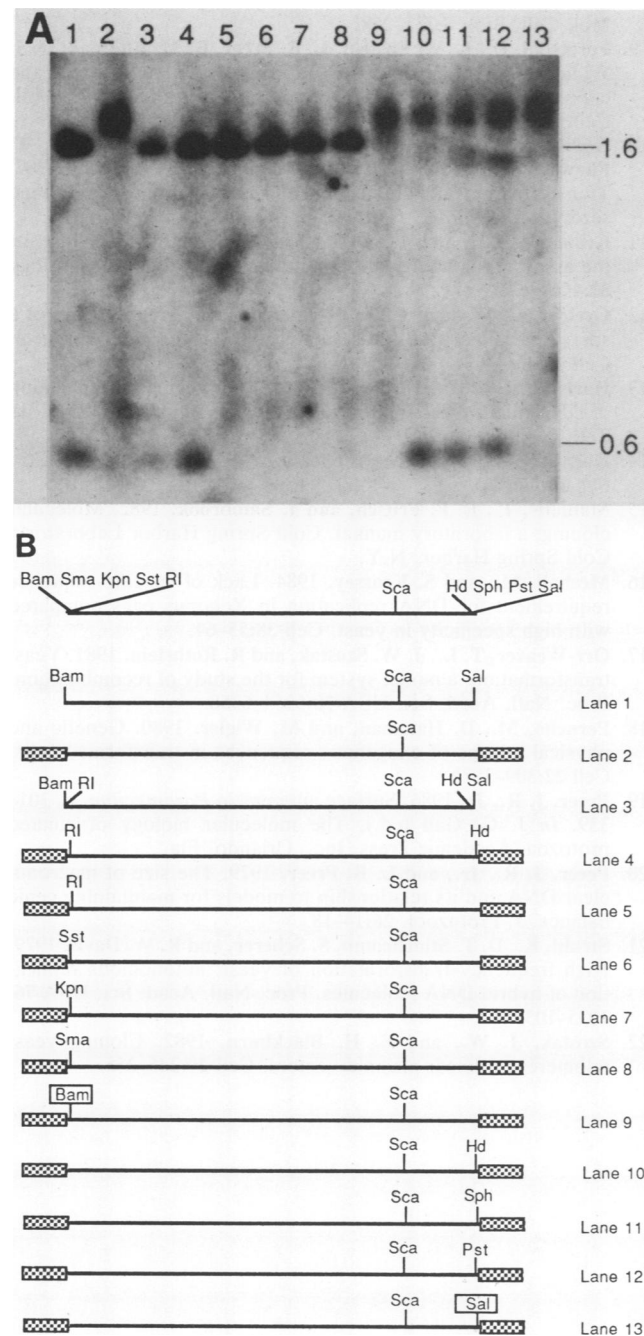 A
1 2 3 4 5 6 7 8 9 10 11 12 13
1.6
0.6
B
Bam Sma Kpn Sst RI Sca Hd Sph Pst Sal
Bam Sca Sal Lane 1
Sca Lane 2
Bam RI Sca Hd Sal Lane 3
RI Sca Hd Lane 4
RI Sca Lane 5
Sst Sca Lane 6
Kpn Sca Lane 7
Sma Sca Lane 8
Bam Sca Lane 9
Sca Hd Lane 10
Sca Sph Lane 11
Sca Pst Lane 12
Sca Sal Lane 13